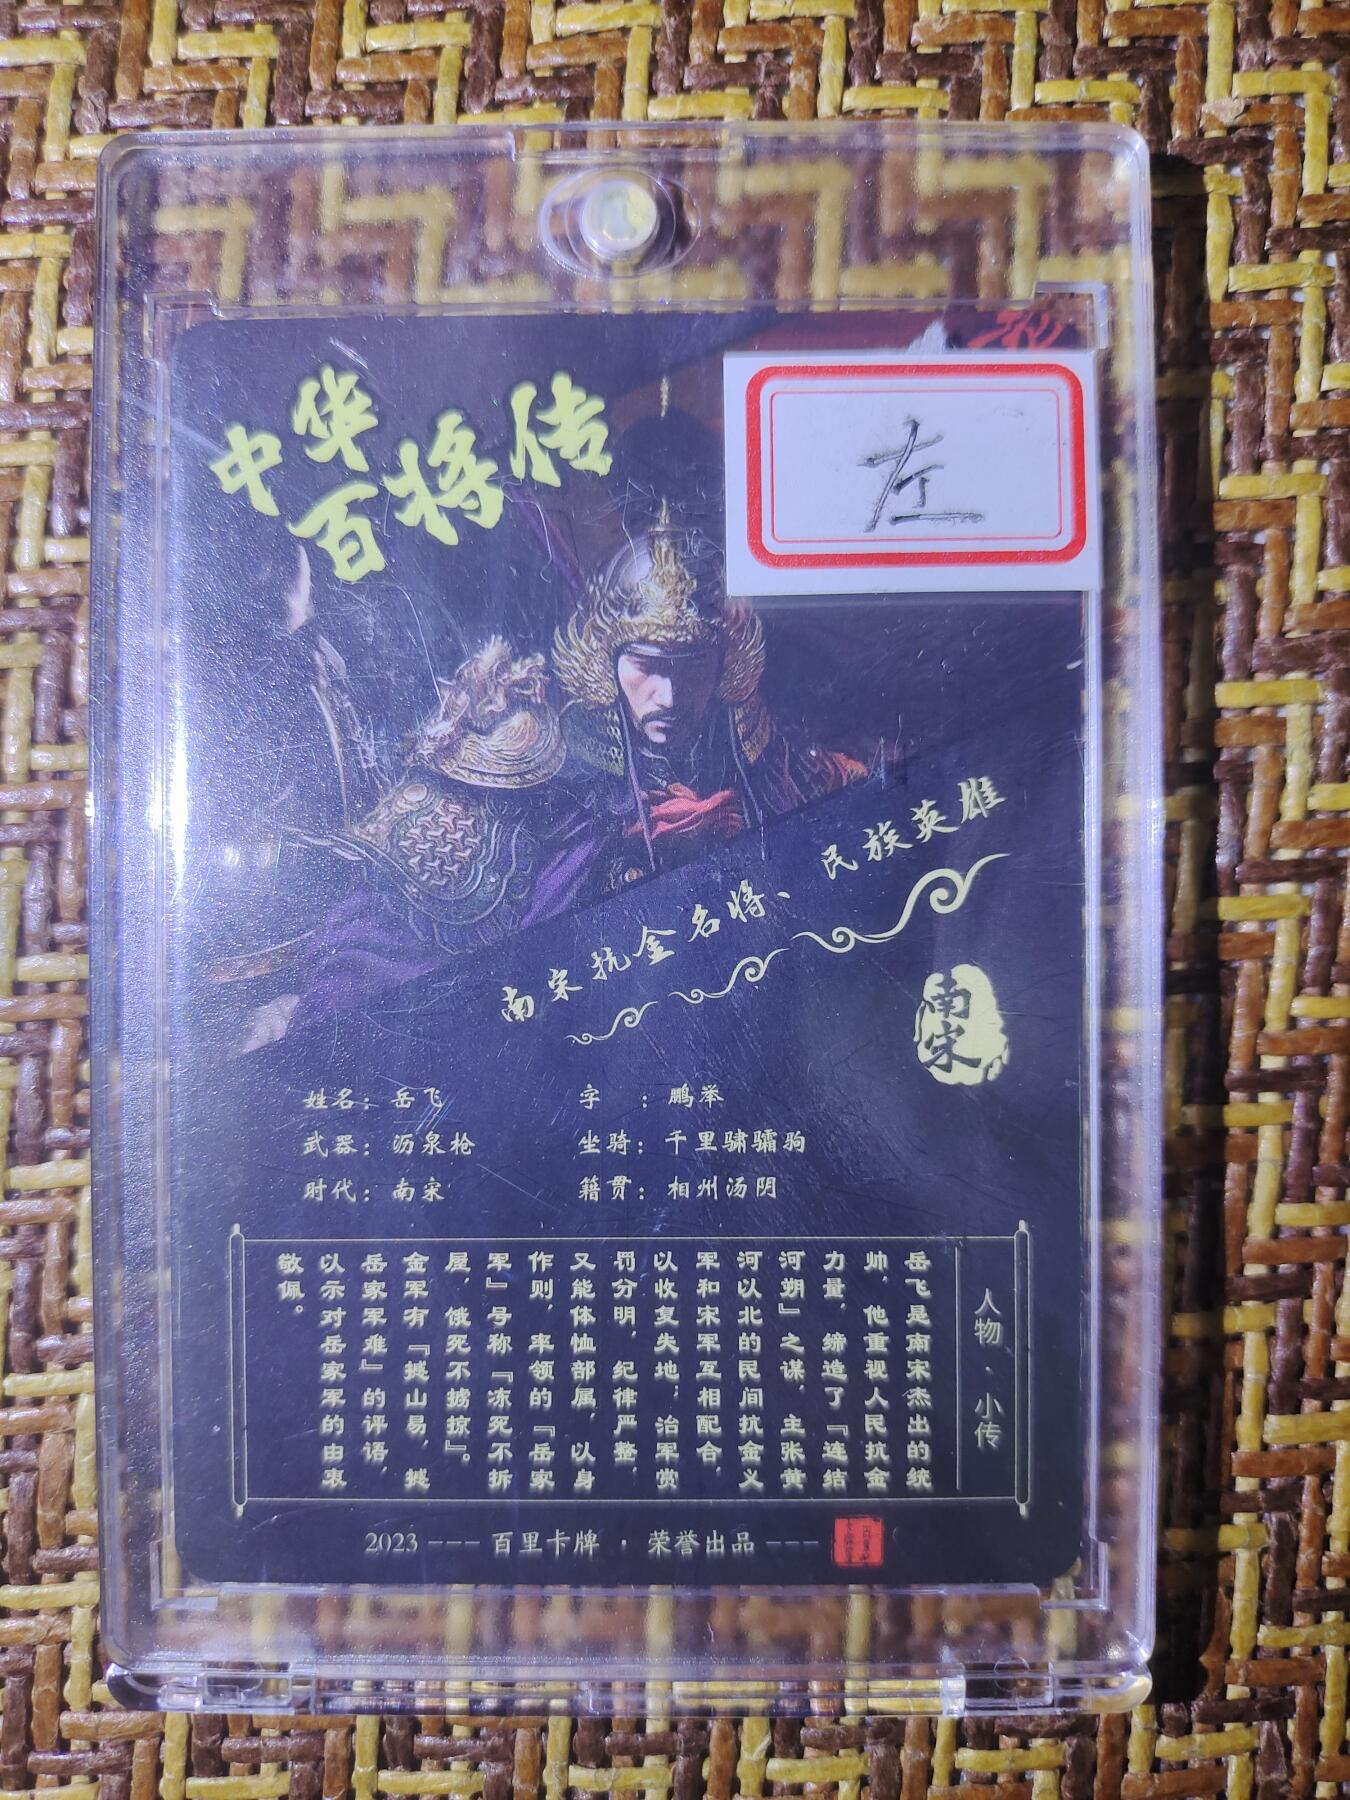 中华
百将传
左
南宋抗金名将、民族英雄
南宋
姓名：岳飞
字　：鹏举
武器：沥泉枪
坐骑：千里骕骦驹
时代：南宋
籍贯：相州汤阴
人物·小传
岳飞是南宋杰出的统
帅，他重视人民抗金
力量，缔造了『连结
河朔』之谋，主张黄
河以北的民间抗金义
军和宋军互相配合，
以收复失地；治军赏
罚分明，纪律严整，
又能体恤部属，以身
作则，率领的『岳家
军』号称『冻死不拆
屋，饿死不掳掠』。
金军有『撼山易，撼
岳家军难』的评语，
以示对岳家军的由衷
敬佩。
2023 --- 百里卡牌 · 荣誉出品 ---